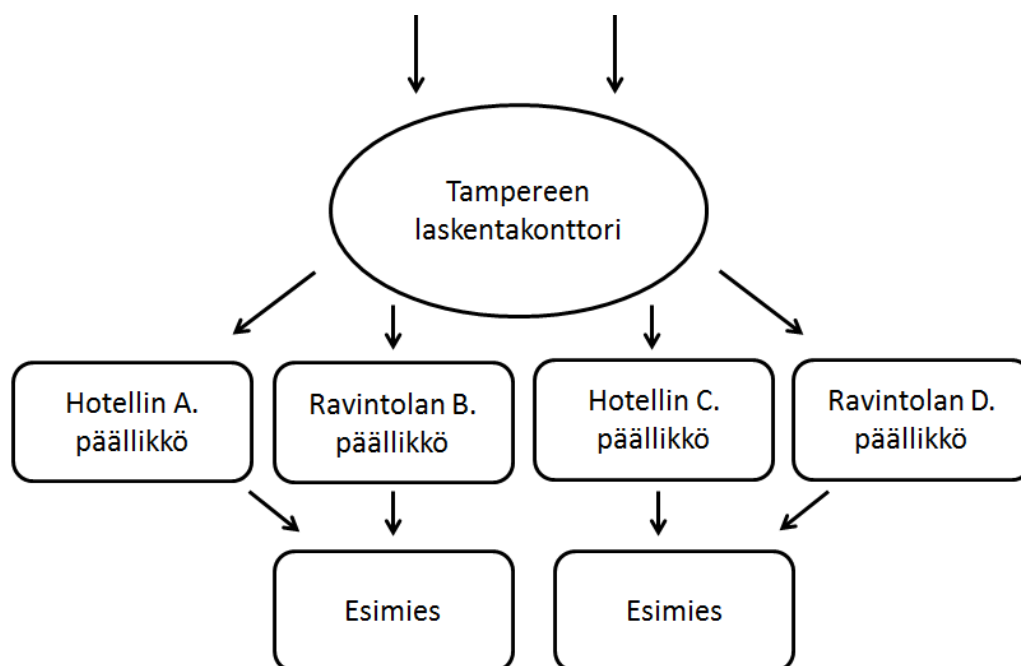 Tampereen
laskentakonttori
Hotellin A.
päällikkö
Ravintolan B.
päällikkö
Hotellin C.
päällikkö
Ravintolan D.
päällikkö
Esimies
Esimies